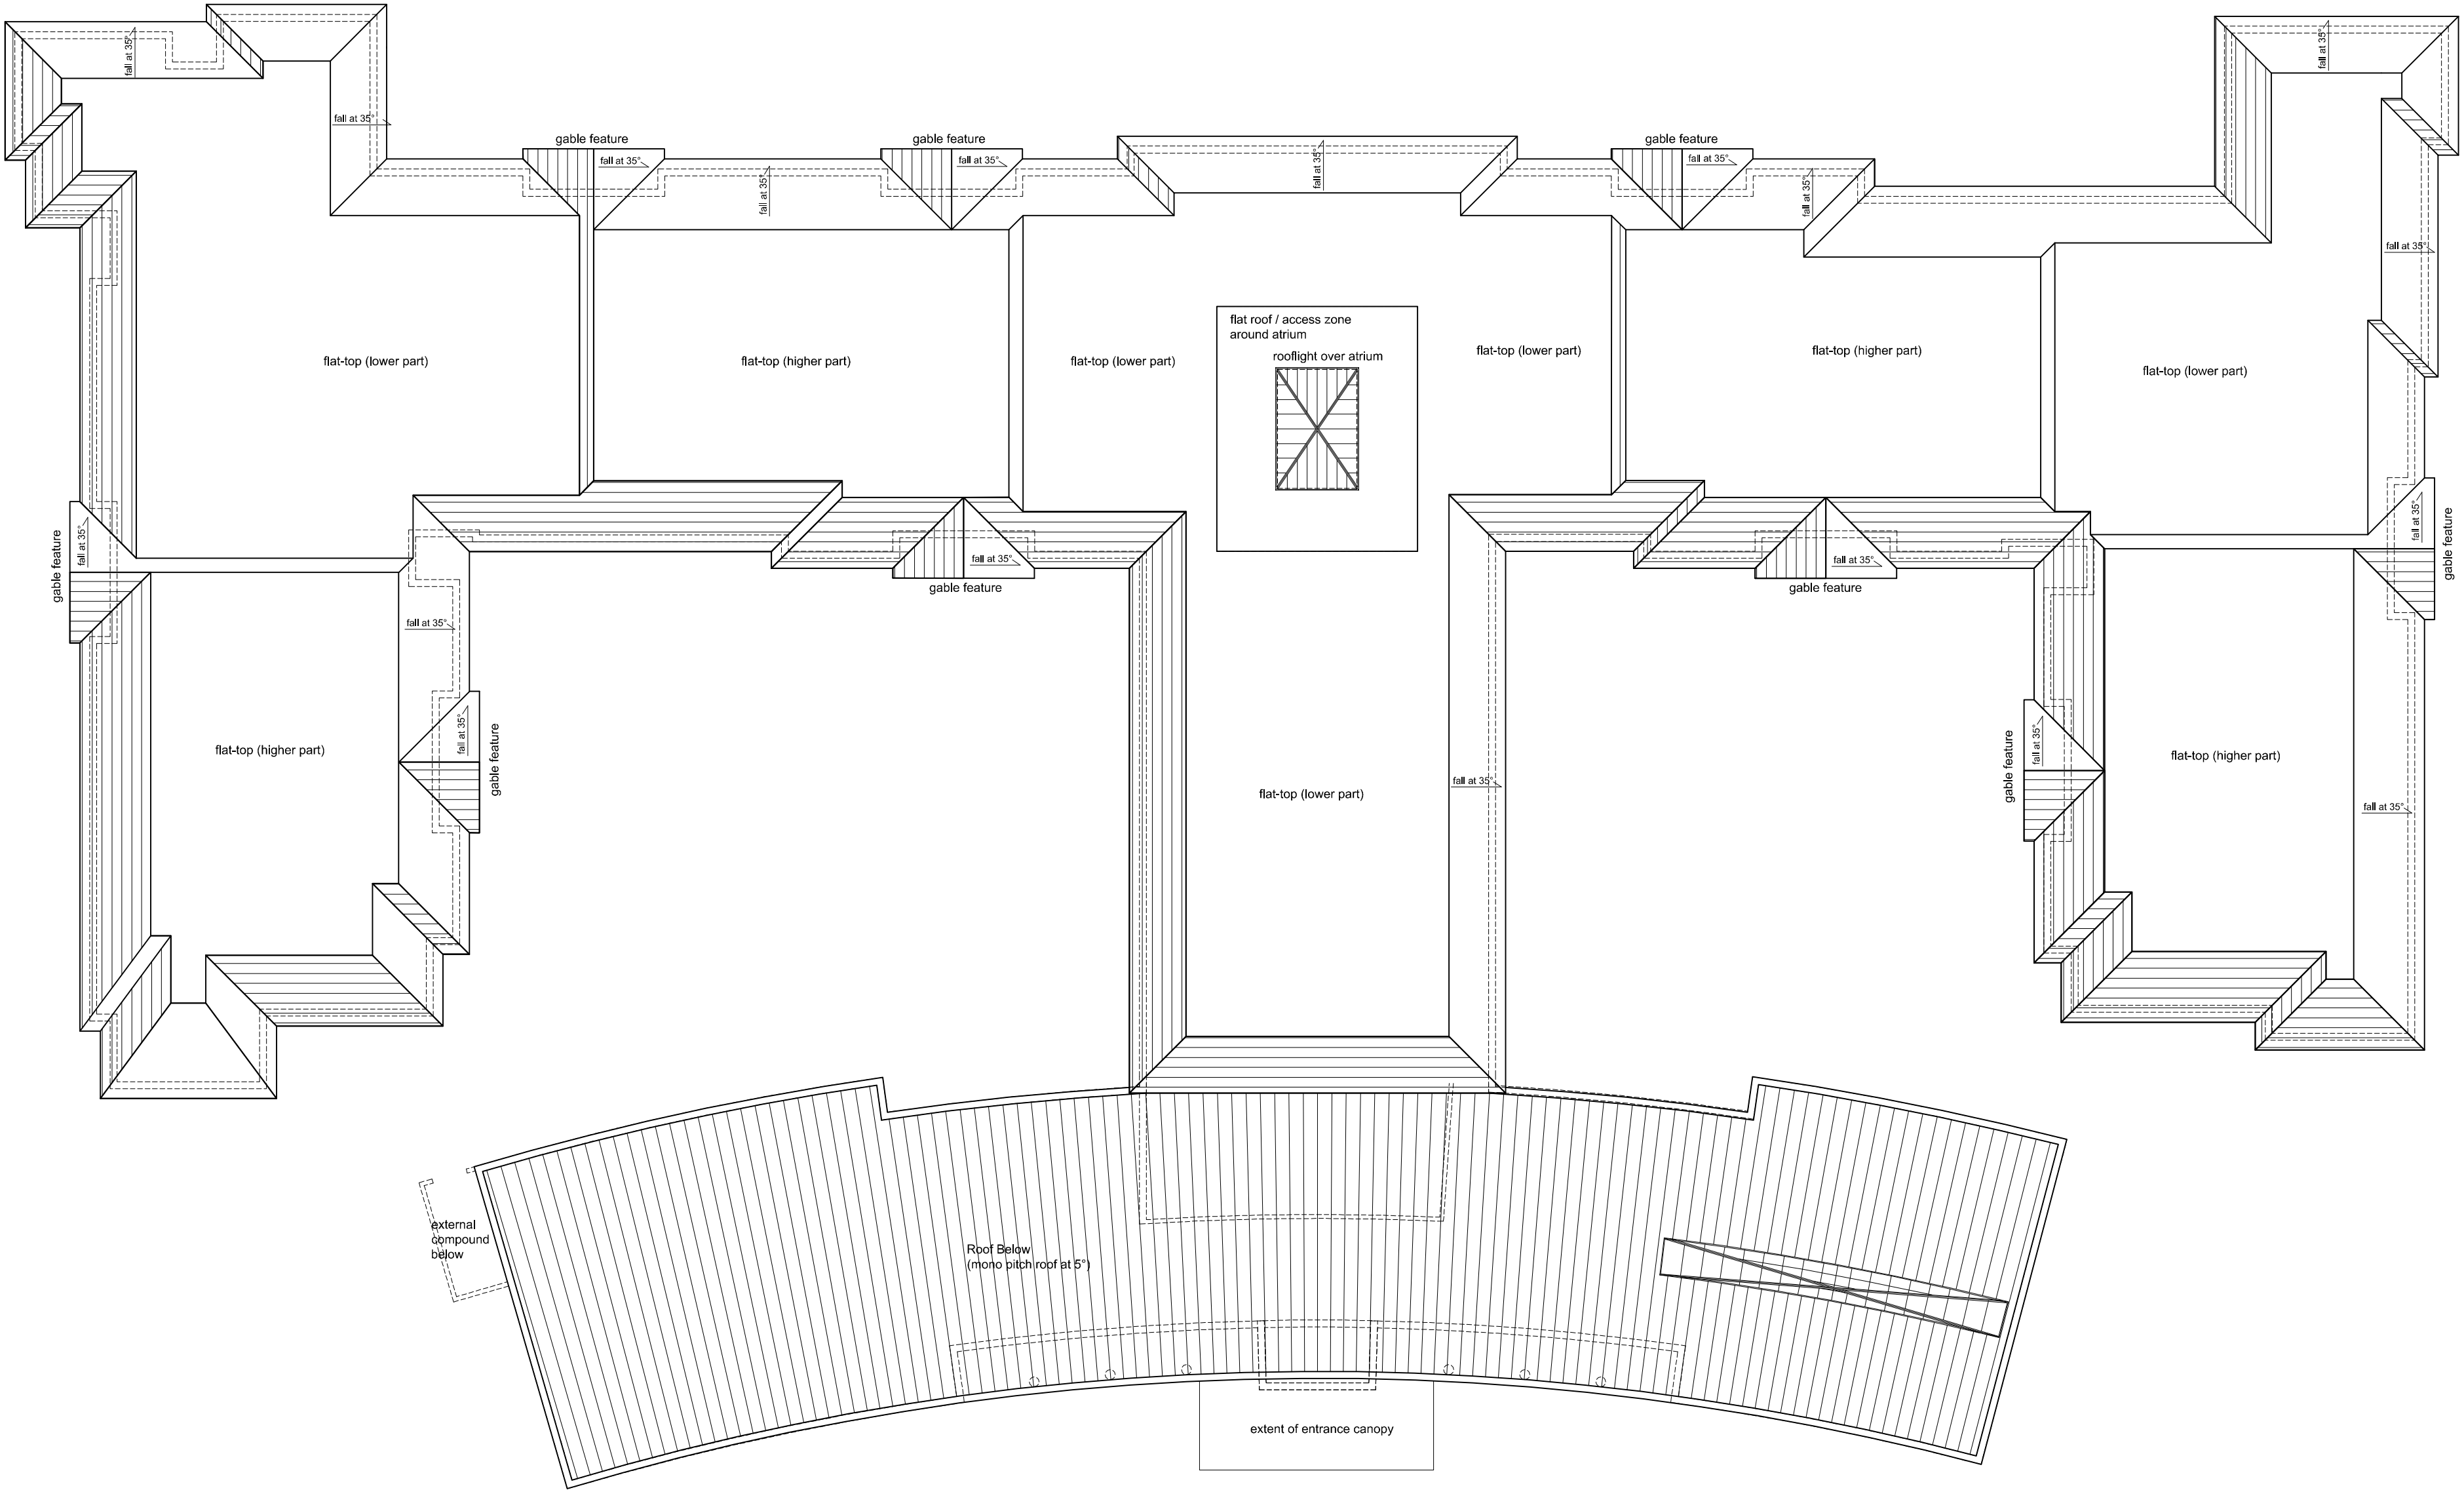 fall at 35°
fall at 35°
fall at 35°
gable feature
gable feature
gable feature
fall at 35°
fall at 35°
fall at 35°
fall at 35°
fall at 35°
fall at 35°
fall at 35°
fall at 35°
flat roof / access zone
around atrium
rooflight over atrium
flat-top (lower part)
flat-top (higher part)
flat-top (lower part)
flat-top (lower part)
flat-top (higher part)
flat-top (lower part)
gable feature
fall at 35°
fall at 35°
gable feature
fall at 35°
gable feature
fall at 35°
gable feature
fall at 35°
flat-top (higher part)
fall at 35°
gable feature
flat-top (lower part)
fall at 35°
gable feature
fall at 35°
flat-top (higher part)
fall at 35°
external
compound
below
Roof Below
(mono pitch roof at 5°)
extent of entrance canopy